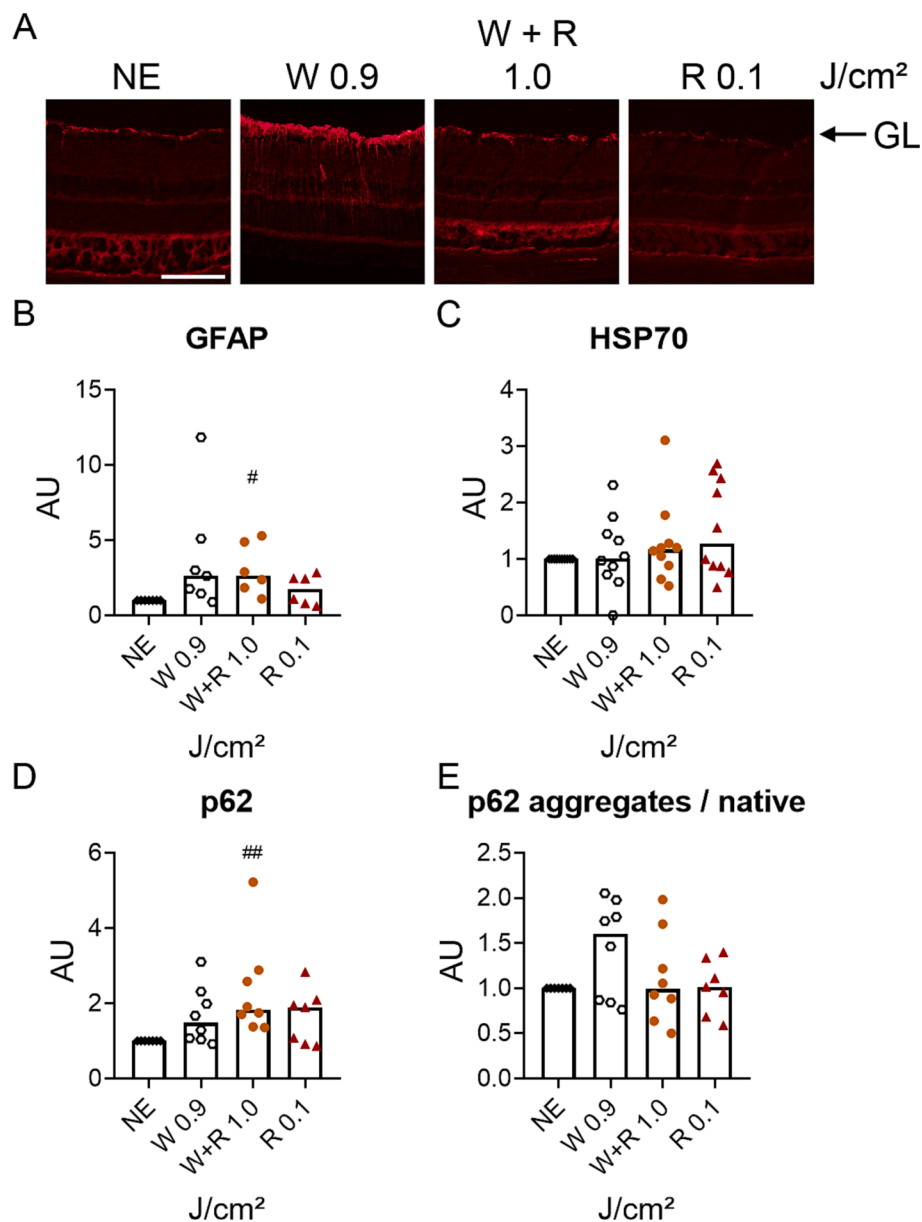 A
W + R
NE W 0.9 1.0 R 0.1 J/cm²
GL
B
GFAP
15
10
5
0
AU
#
NE
W 0.9
W+R 1.0
R 0.1
J/cm²
C
HSP70
4
3
2
1
0
AU
NE
W 0.9
W+R 1.0
R 0.1
J/cm²
D
p62
6
4
2
0
AU
##
NE
W 0.9
W+R 1.0
R 0.1
J/cm²
E
p62 aggregates / native
2.5
2.0
1.5
1.0
0.5
0.0
AU
NE
W 0.9
W+R 1.0
R 0.1
J/cm²